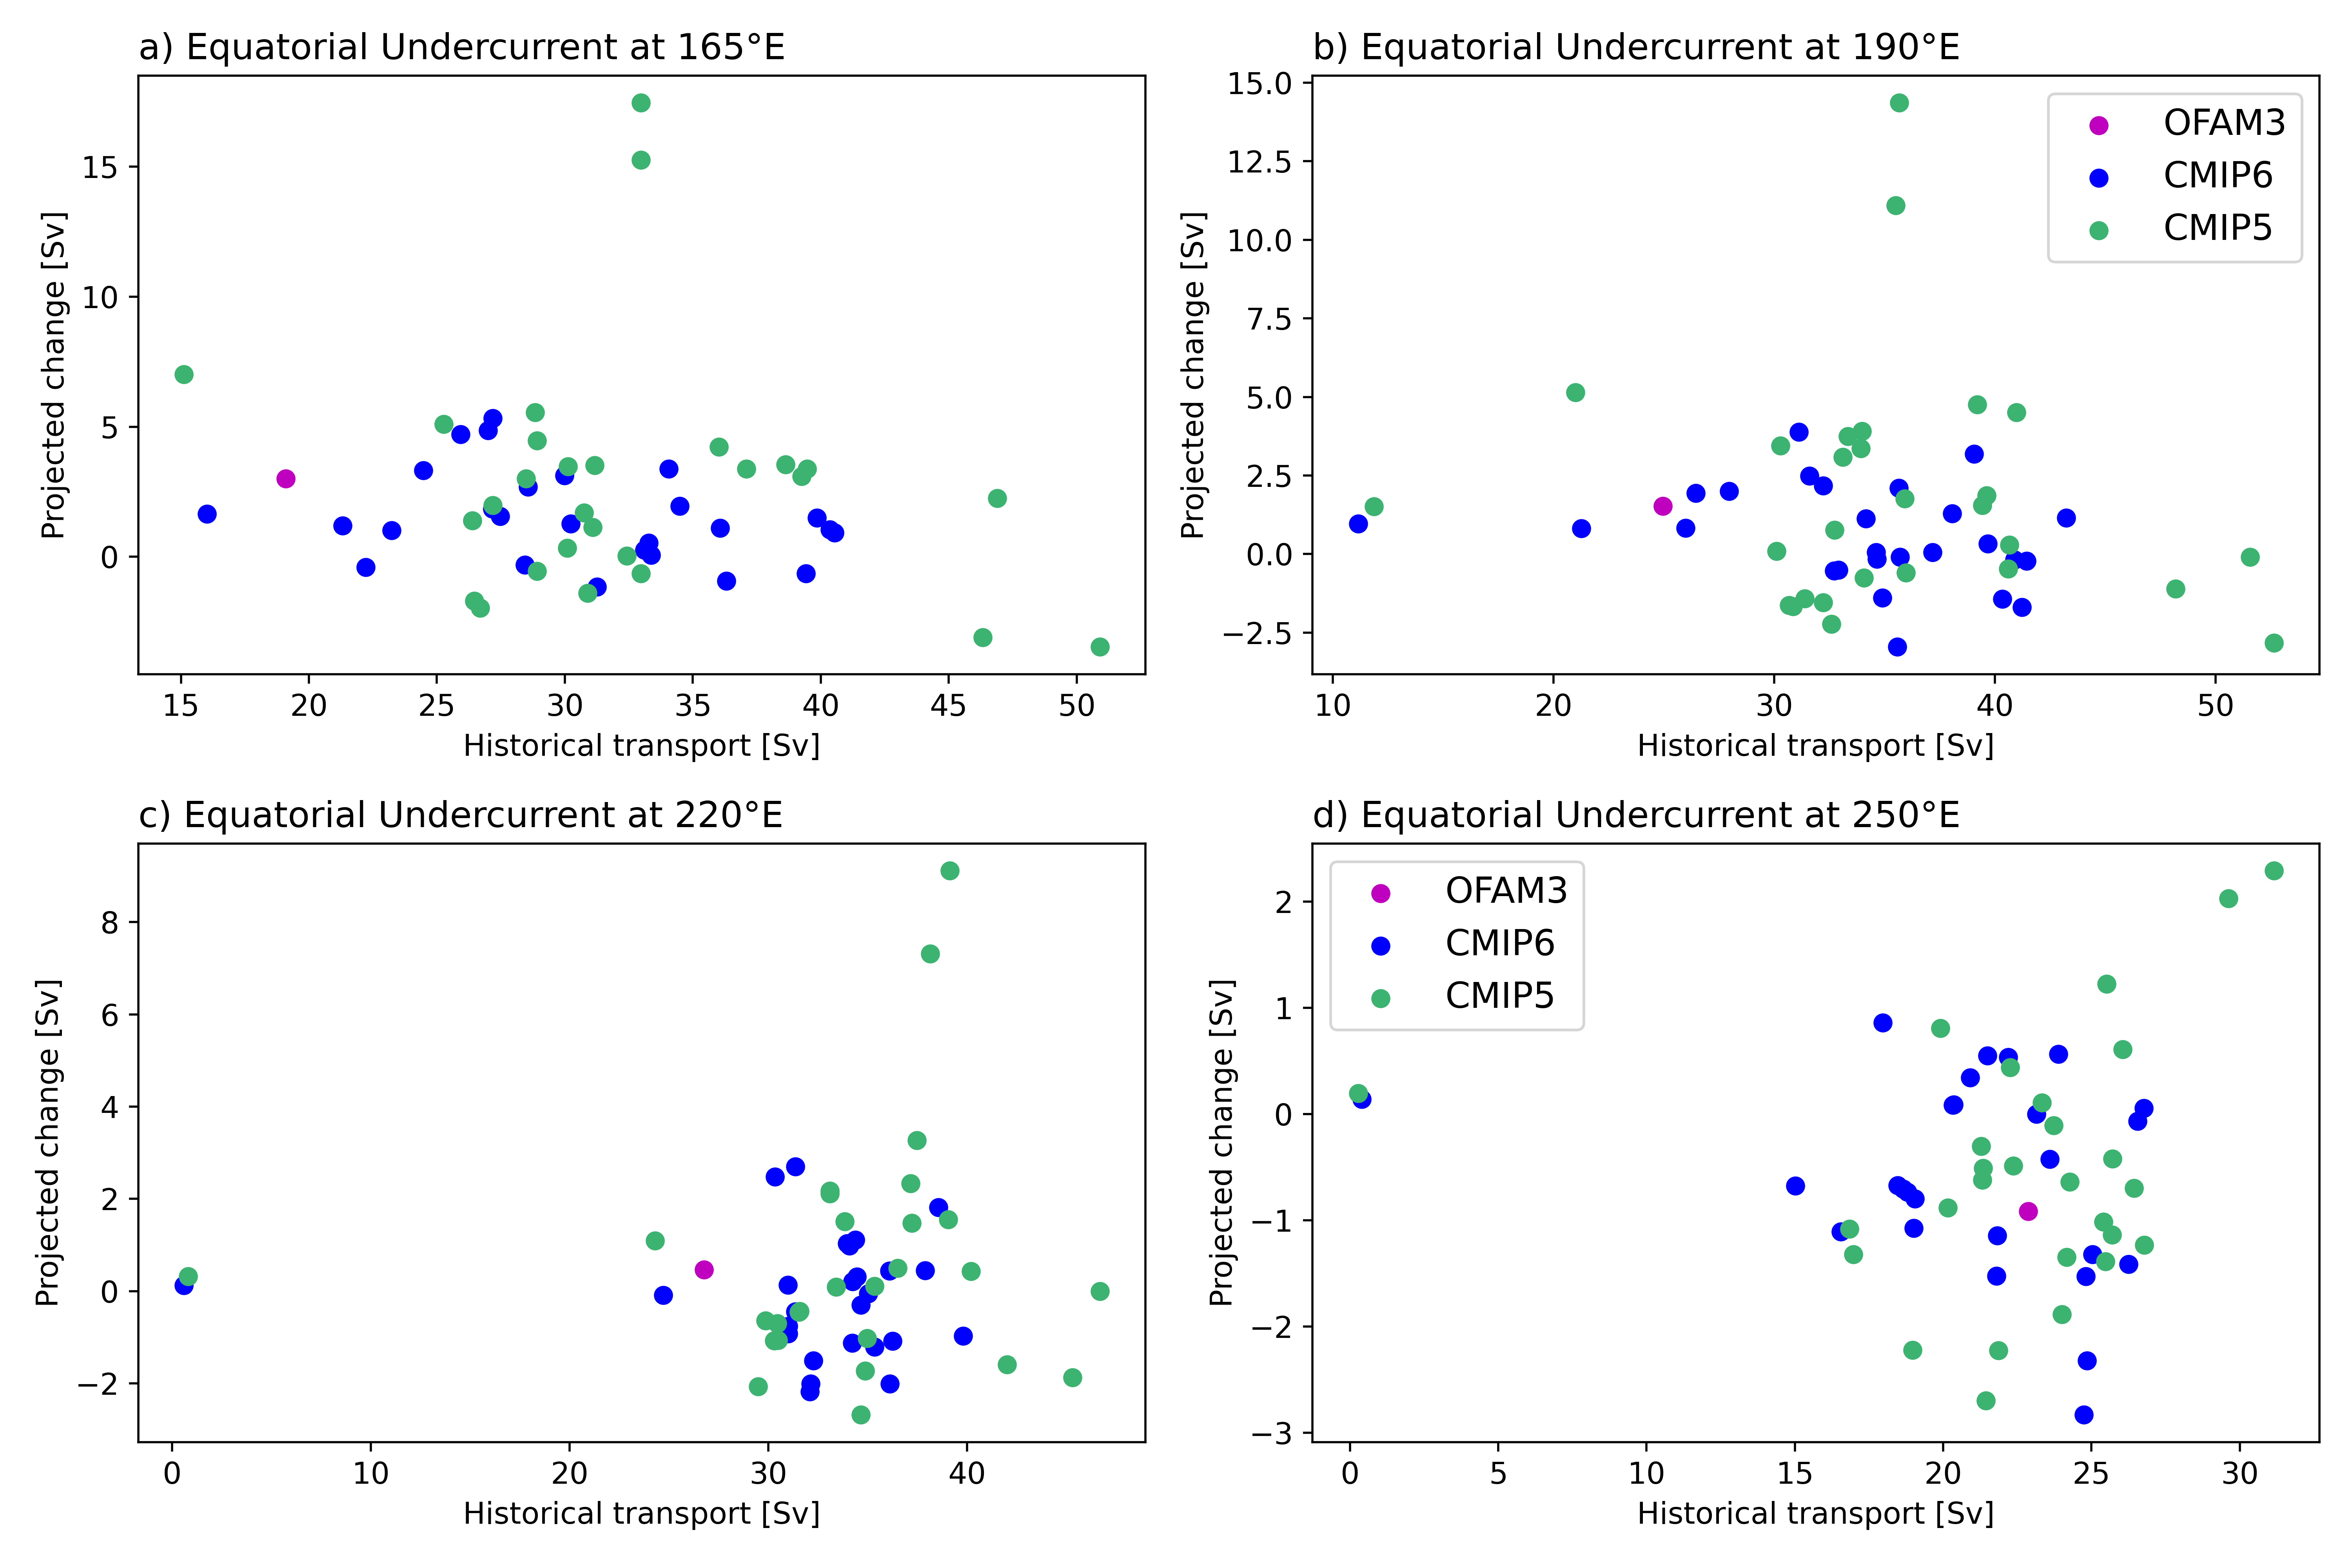 a) Equatorial Undercurrent at 165°E
Projected change [Sv]
15
10
5
0
15 20 25 30 35 40 45 50
Historical transport [Sv]
b) Equatorial Undercurrent at 190°E
Projected change [Sv]
15.0
12.5
10.0
7.5
5.0
2.5
0.0
−2.5
OFAM3
CMIP6
CMIP5
10 20 30 40 50
Historical transport [Sv]
c) Equatorial Undercurrent at 220°E
Projected change [Sv]
8
6
4
2
0
−2
0 10 20 30 40
Historical transport [Sv]
d) Equatorial Undercurrent at 250°E
Projected change [Sv]
2
1
0
−1
−2
−3
OFAM3
CMIP6
CMIP5
0 5 10 15 20 25 30
Historical transport [Sv]